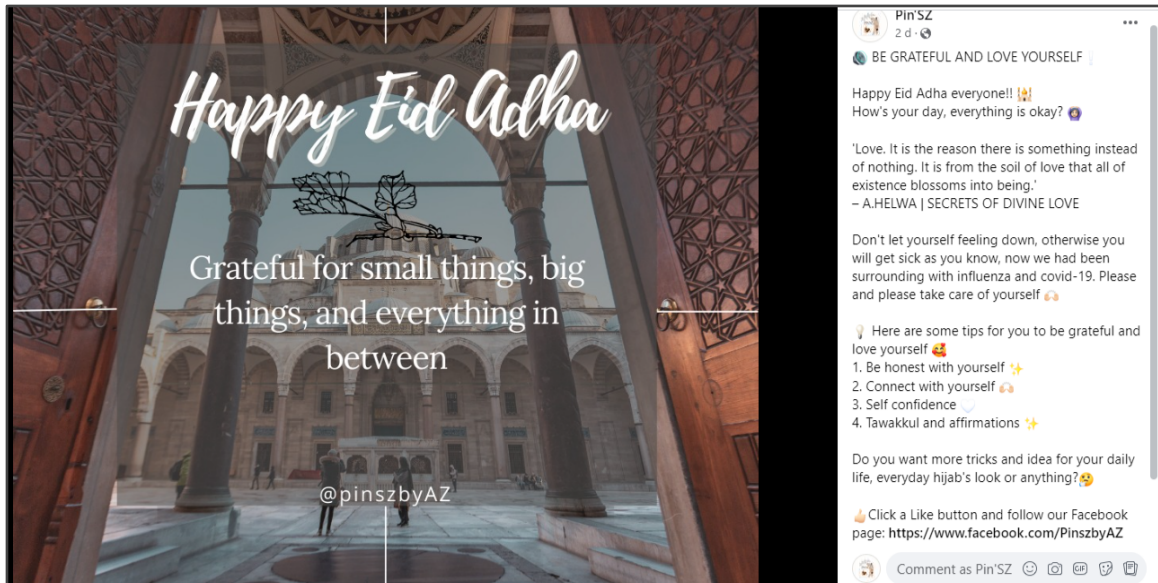 Happy Eid Adha
Grateful for small things, big
things, and everything in
between
@pinszbyAZ
Pin'SZ
2 d ·
BE GRATEFUL AND LOVE YOURSELF
Happy Eid Adha everyone!!
How's your day, everything is okay?
'Love. It is the reason there is something instead
of nothing. It is from the soil of love that all of
existence blossoms into being.'
– A.HELWA | SECRETS OF DIVINE LOVE
Don't let yourself feeling down, otherwise you
will get sick as you know, now we had been
surrounding with influenza and covid-19. Please
and please take care of yourself
Here are some tips for you to be grateful and
love yourself
1. Be honest with yourself
2. Connect with yourself
3. Self confidence
4. Tawakkul and affirmations
Do you want more tricks and idea for your daily
life, everyday hijab's look or anything?
Click a Like button and follow our Facebook
page: https://www.facebook.com/PinszbyAZ
Comment as Pin'SZ
GIF